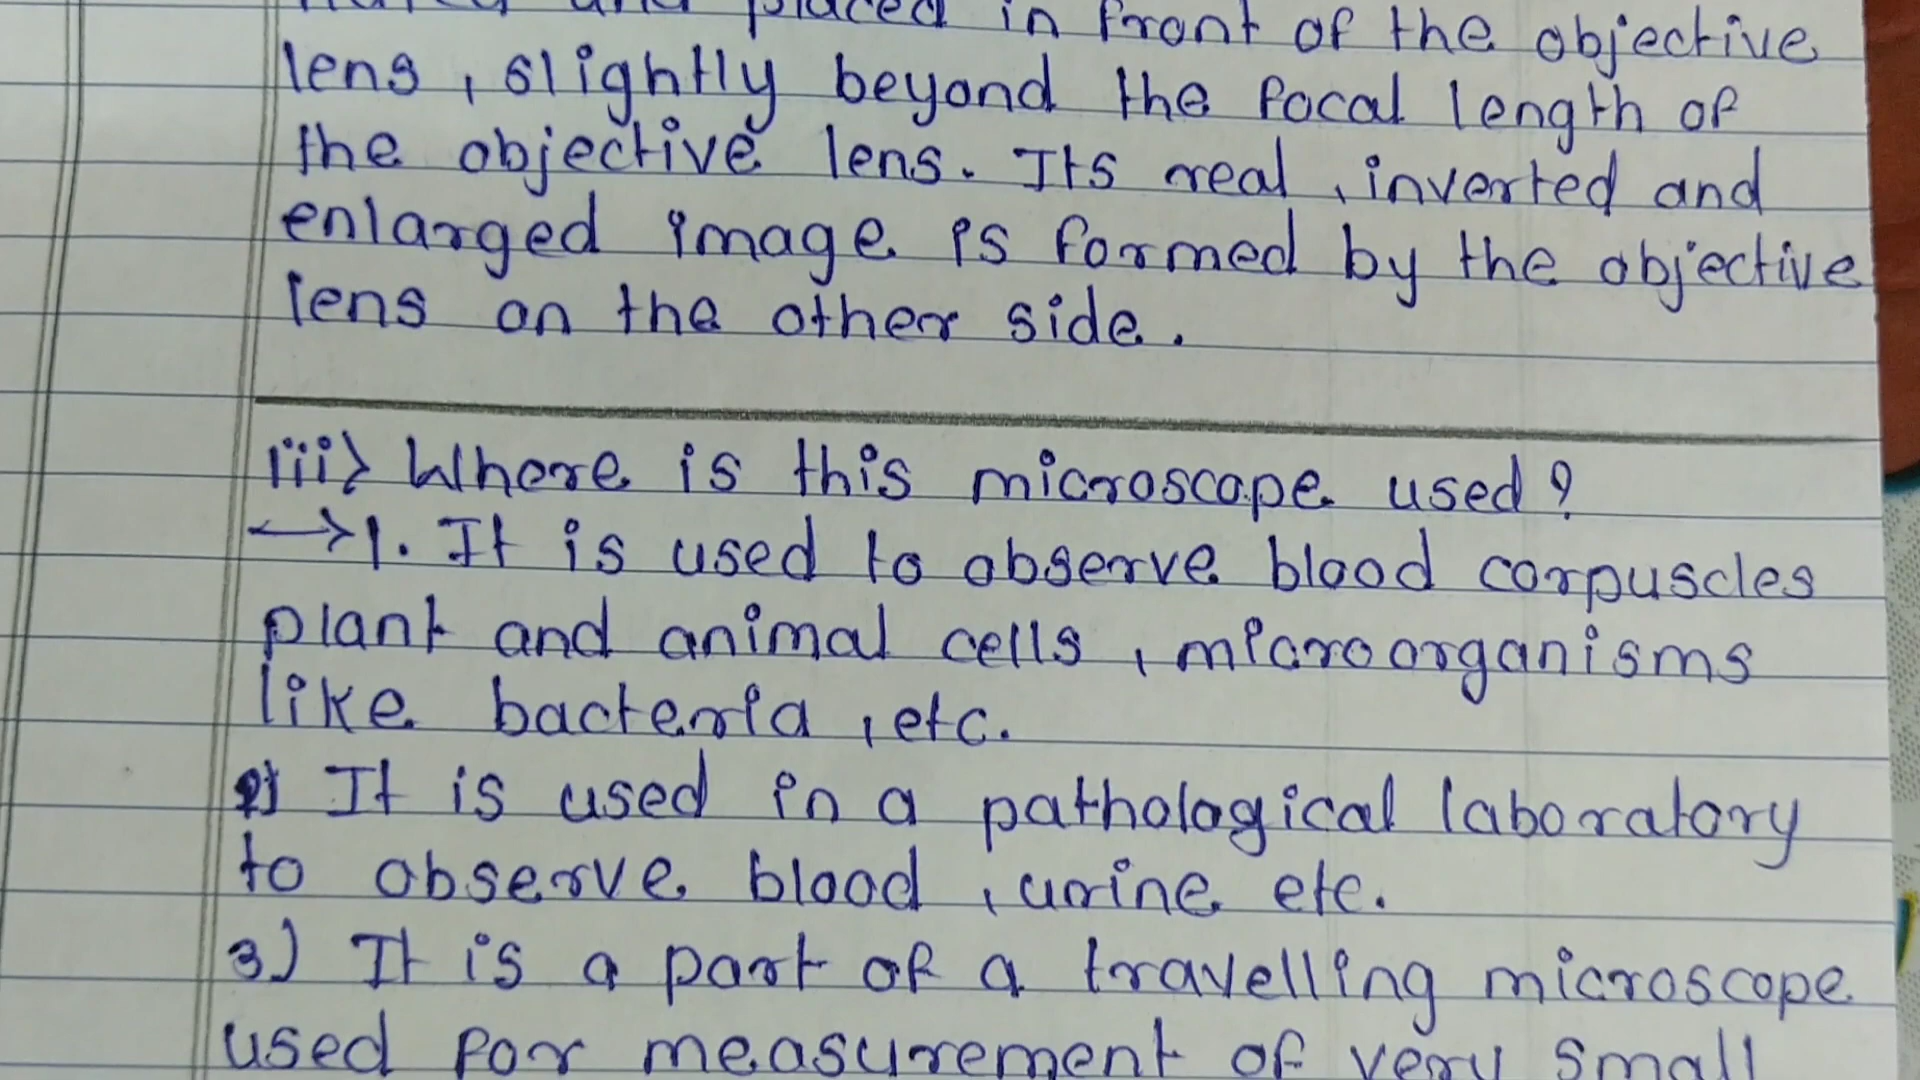 and placed in front of the objective
lens, slightly beyond the focal length of
the objective lens. Its real, inverted and
enlarged image is formed by the objective
lens on the other side.
iii) Where is this microscope used?
→1. It is used to observe blood corpuscles
plant and animal cells, microorganisms
like bacteria, etc.
2) It is used in a pathological laboratory
to observe blood, urine etc.
3) It is a part of a travelling microscope
used for measurement of very small